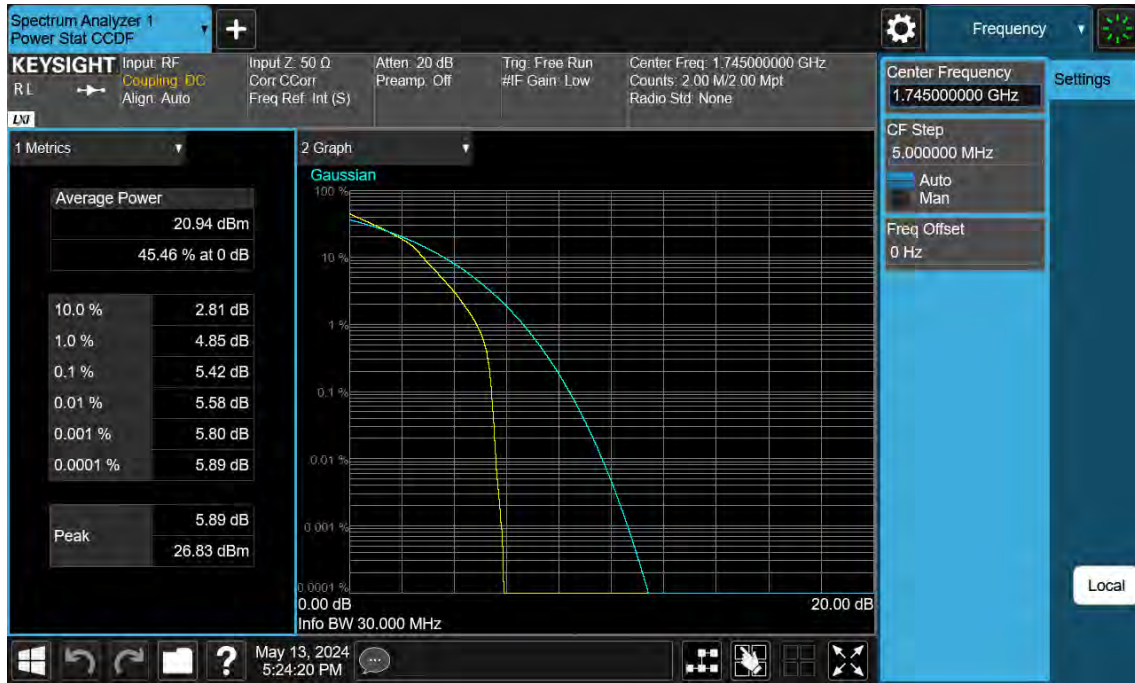 Spectrum Analyzer 1
Power Stat CCDF
+
Frequency
KEYSIGHT
R L
LXI
Input: RF
Coupling: DC
Align: Auto
Input Z: 50 Ω
Corr CCorr
Freq Ref: Int (S)
Atten: 20 dB
Preamp: Off
Trig: Free Run
#IF Gain: Low
Center Freq: 1.745000000 GHz
Counts: 2.00 M/2.00 Mpt
Radio Std: None
Center Frequency
1.745000000 GHz
Settings
CF Step
5.000000 MHz
Auto
Man
Freq Offset
0 Hz
Local
1 Metrics
Average Power
20.94 dBm
45.46 % at 0 dB
10.0 % 2.81 dB
1.0 % 4.85 dB
0.1 % 5.42 dB
0.01 % 5.58 dB
0.001 % 5.80 dB
0.0001 % 5.89 dB
Peak
5.89 dB
26.83 dBm
2 Graph
Gaussian
100 %
10 %
1 %
0.1 %
0.01 %
0.001 %
0.0001 %
0.00 dB 20.00 dB
Info BW 30.000 MHz
?
May 13, 2024
5:24:20 PM